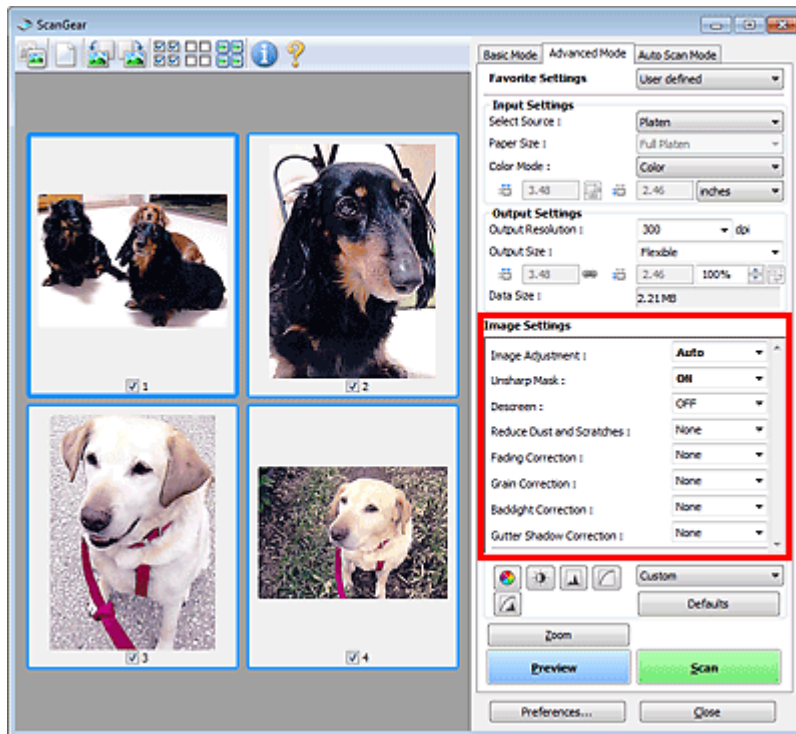 ScanGear
Basic Mode Advanced Mode Auto Scan Mode
Favorite Settings User defined
Input Settings
Select Source : Platen
Paper Size : Full Platen
Color Mode : Color
3.48 2.46 inches
Output Settings
Output Resolution : 300 dpi
Output Size : Flexible
3.48 2.46 100%
Data Size : 2.21 MB
Image Settings
Image Adjustment : Auto
Unsharp Mask : ON
Descreen : OFF
Reduce Dust and Scratches : None
Fading Correction : None
Grain Correction : None
Backlight Correction : None
Gutter Shadow Correction : None
Custom
Defaults
Zoom
Preview Scan
Preferences... Close
1 2
3 4